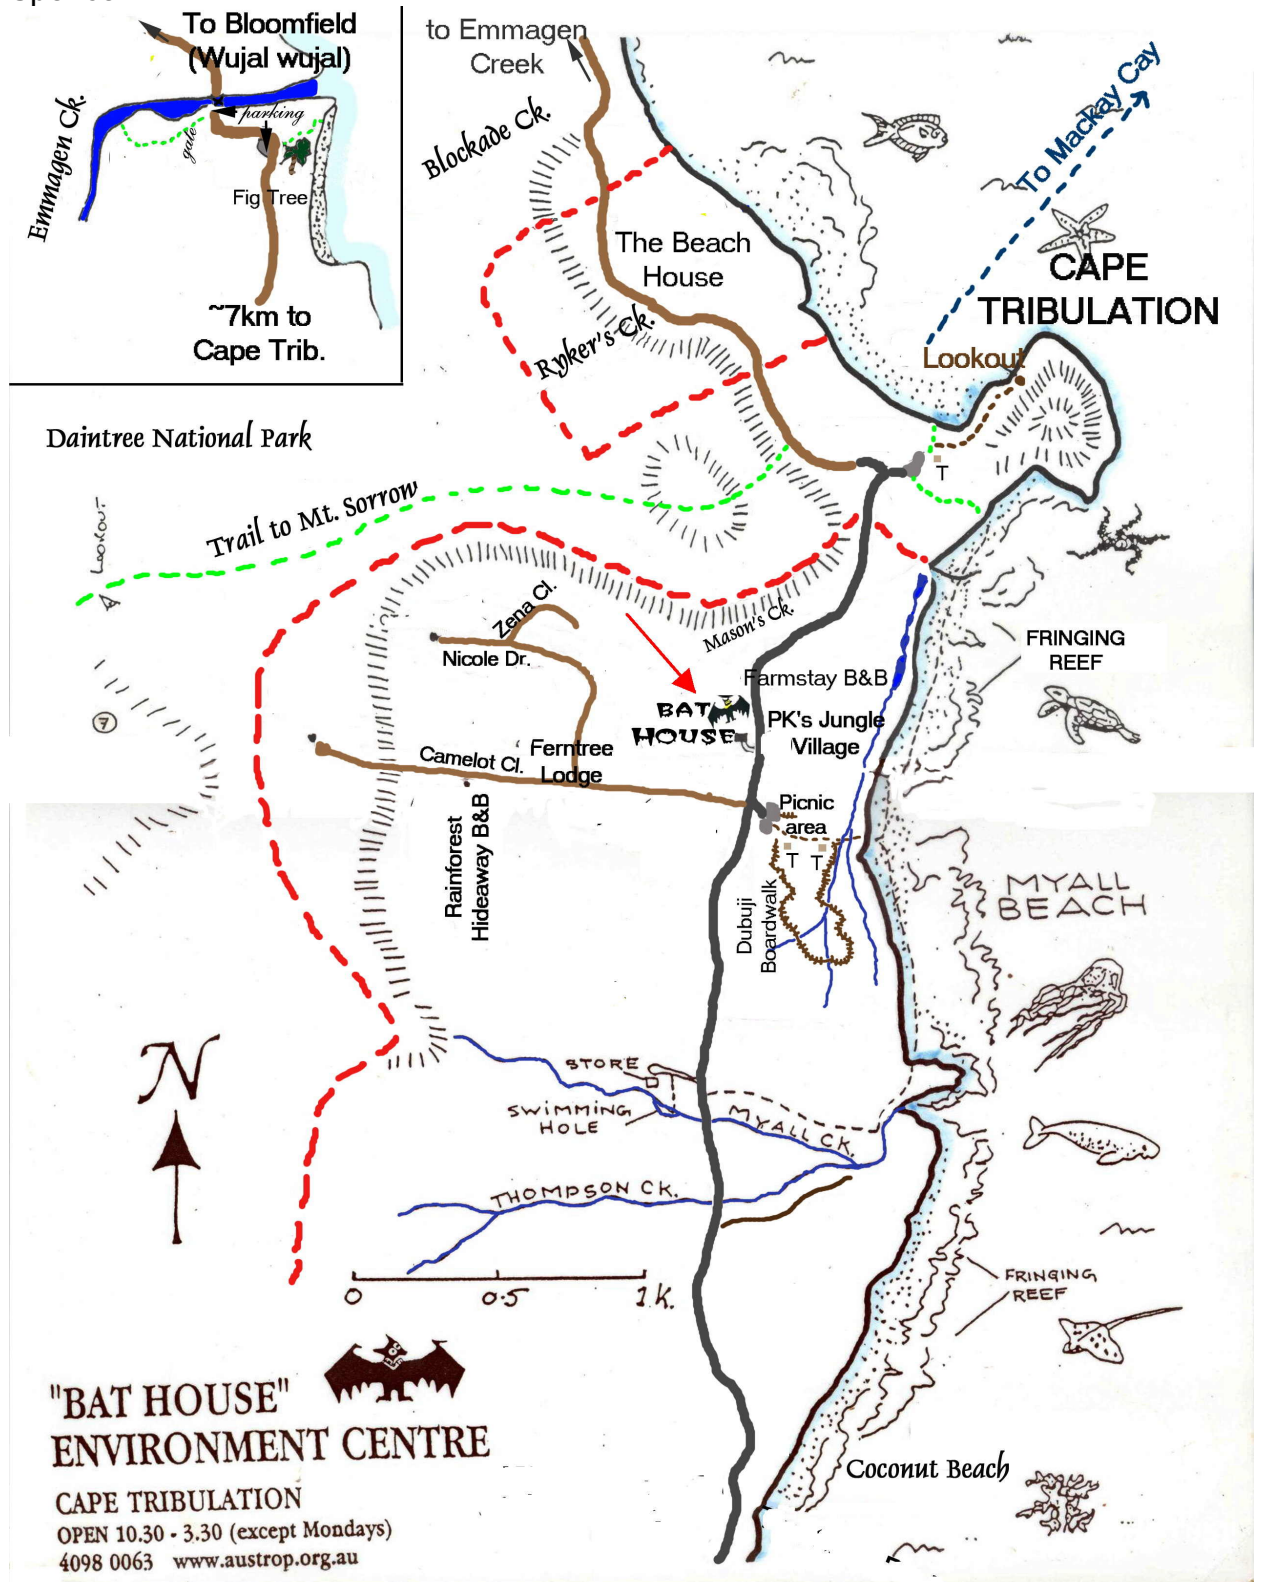 To Bloomfield
(Wujal wujal)
parking
gate
Emmagen Ck.
Fig Tree
~7km to
Cape Trib.
to Emmagen
Creek
Blockade Ck.
The Beach
House
Ryker's Ck.
To Mackay Cay
CAPE
TRIBULATION
Lookout
T
Daintree National Park
Trail to Mt. Sorrow
LOOKOUT
Zena Cl.
Nicole Dr.
Mason's Ck.
FRINGING
REEF
Farmstay B&B
BAT
HOUSE
PK's Jungle
Village
7
Camelot Cl.
Ferntree
Lodge
Rainforest
Hideaway B&B
Picnic
area
T T
Dubuji
Boardwalk
MYALL
BEACH
N
STORE
SWIMMING
HOLE
MYALL CK.
THOMPSON CK.
0 0.5 1K.
FRINGING
REEF
"BAT HOUSE"
ENVIRONMENT CENTRE
CAPE TRIBULATION
OPEN 10.30 - 3.30 (except Mondays)
4098 0063 www.austrop.org.au
Coconut Beach